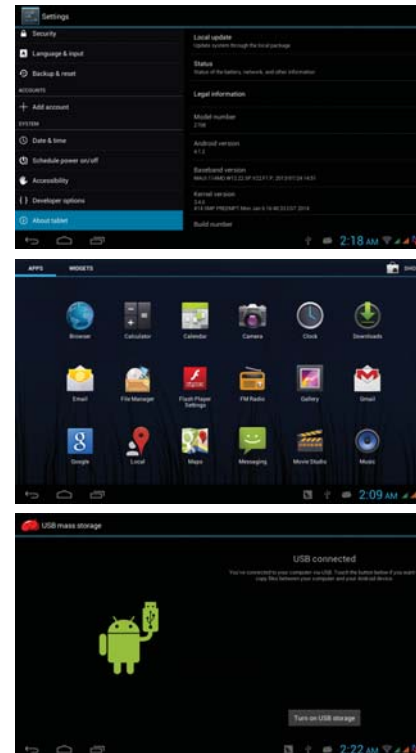 Settings
Security
Language & input
Backup & reset
ACCOUNTS
Add account
SYSTEM
Date & time
Schedule power on/off
Accessibility
{ } Developer options
About tablet
Local update
Update system through the local package
Status
Status of the battery, network, and other information
Legal information
Model number
Android version
4.1.2
Baseband version
Kernel version
Build number
2:18 AM
APPS
WIDGETS
SHO
Browser
Calculator
Calendar
Camera
Clock
Downloads
Email
File Manager
Flash Player
Settings
FM Radio
Gallery
Gmail
Google
Local
Maps
Messaging
Movie Studio
Music
2:09 AM
USB mass storage
USB connected
You've connected to your computer via USB. Touch the button below if you want
copy files between your computer and your Android device.
Turn on USB storage
2:22 AM